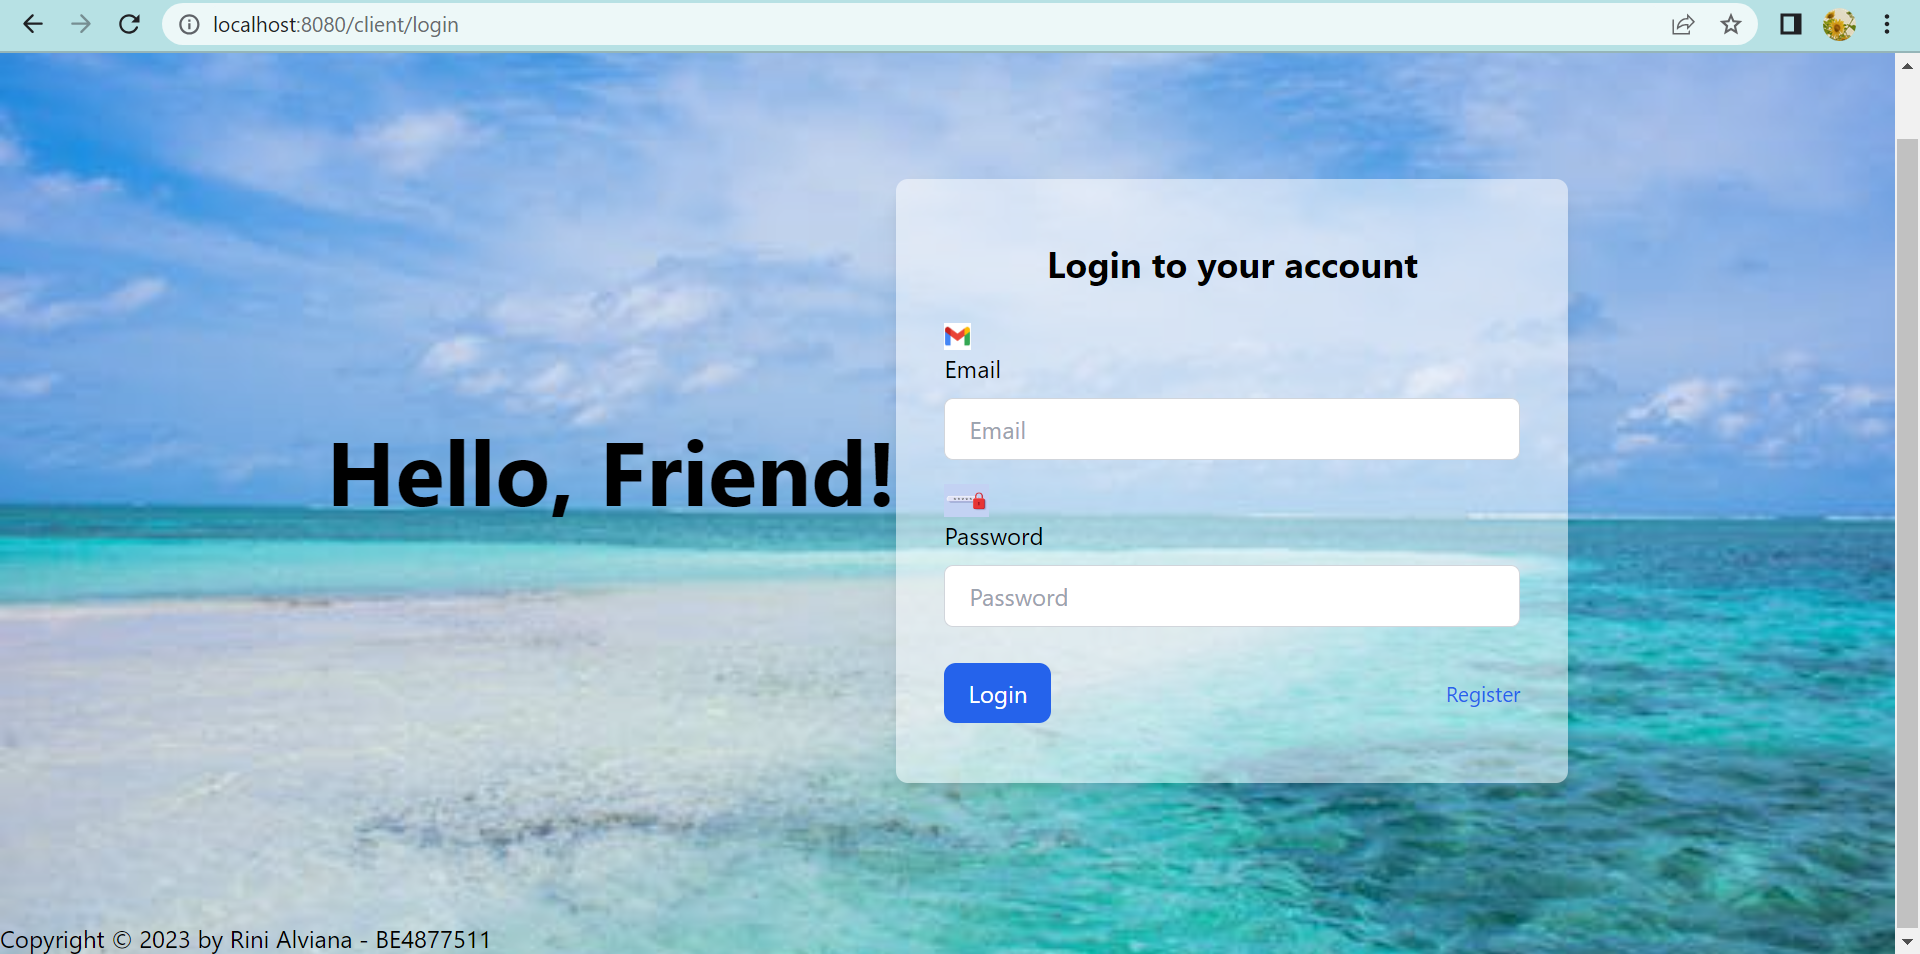 localhost:8080/client/login
Login to your account
Email
Email
Hello, Friend!
Password
Password
Login
Register
Copyright © 2023 by Rini Alviana - BE4877511